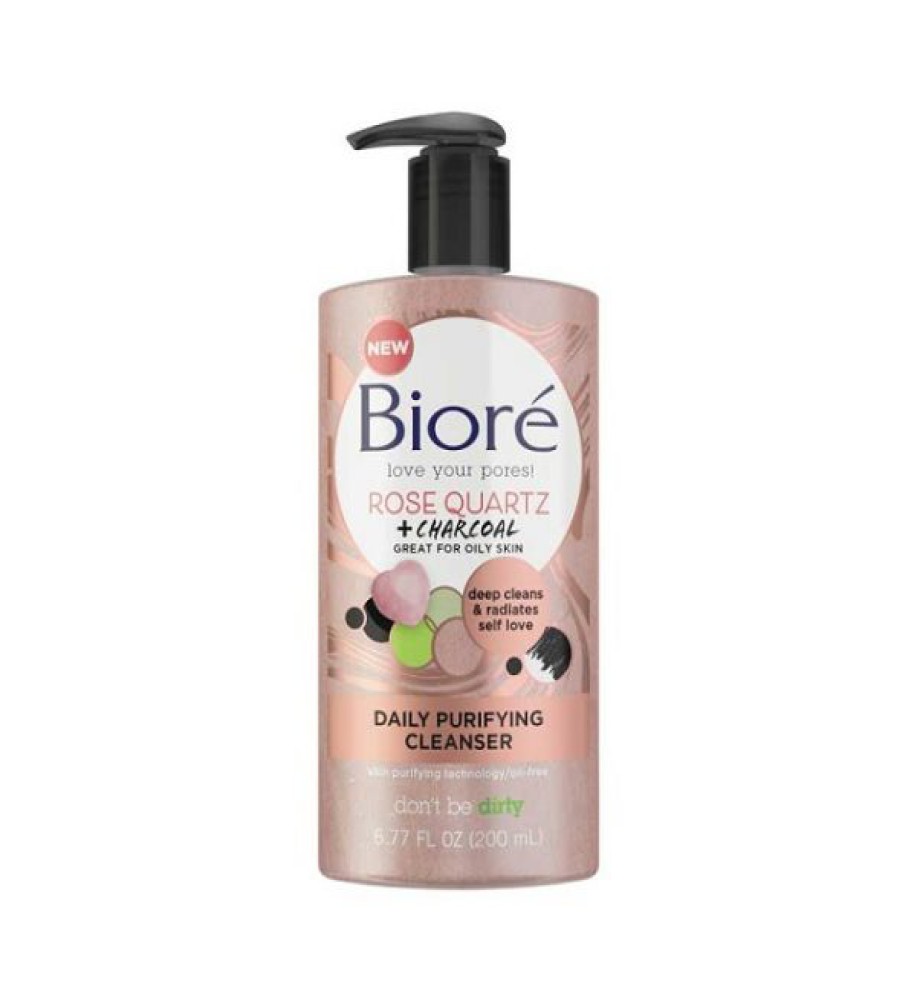 NEW
Bioré
love your pores!
ROSE QUARTZ
+CHARCOAL
GREAT FOR OILY SKIN
deep cleans
& radiates
self love
DAILY PURIFYING
CLEANSER
skin purifying technology/oil-free
don't be dirty
6.77 FL OZ (200 mL)